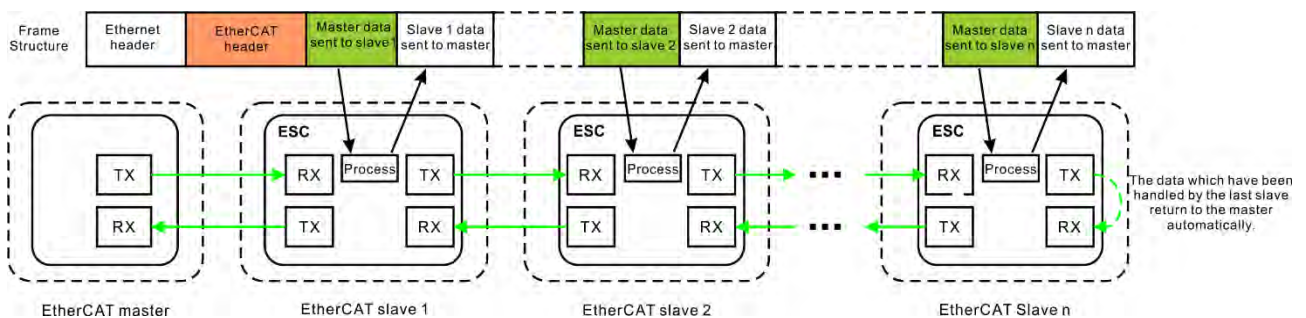 Frame
Structure
Ethernet
header
EtherCAT
header
Master data
sent to slave 1
Slave 1 data
sent to master
Master data
sent to slave 2
Slave 2 data
sent to master
Master data
sent to slave n
Slave n data
sent to master
TX
RX
ESC
RX
Process
TX
TX
RX
ESC
RX
Process
TX
TX
RX
ESC
RX
Process
TX
TX
RX
The data which have been
handled by the last slave
return to the master
automatically.
EtherCAT master
EtherCAT slave 1
EtherCAT slave 2
EtherCAT Slave n